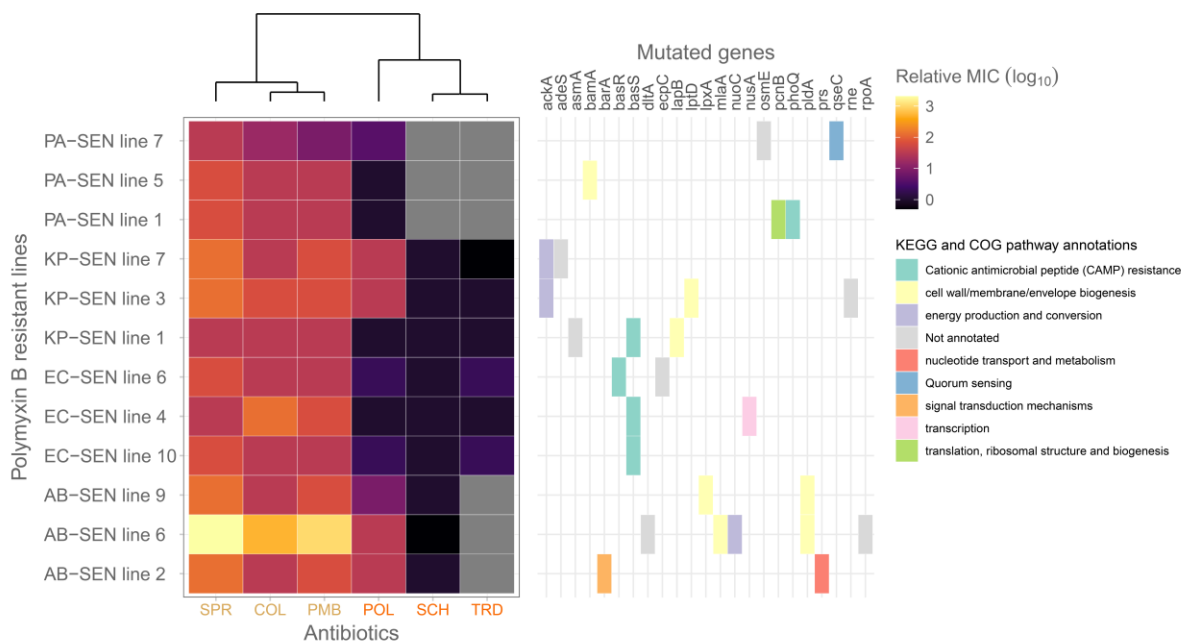 Mutated genes
ackA
adeS
asmA
bamA
barA
basR
basS
dltA
ecpC
lapB
lptD
lpxA
mlaA
nuoC
nusA
osmE
pcnB
phoQ
pldA
prs
qseC
rne
rpoA
Relative MIC (log10)
3
2
1
0
Polymyxin B resistant lines
PA-SEN line 7
PA-SEN line 5
PA-SEN line 1
KP-SEN line 7
KP-SEN line 3
KP-SEN line 1
EC-SEN line 6
EC-SEN line 4
EC-SEN line 10
AB-SEN line 9
AB-SEN line 6
AB-SEN line 2
SPR COL PMB POL SCH TRD
Antibiotics
KEGG and COG pathway annotations
Cationic antimicrobial peptide (CAMP) resistance
cell wall/membrane/envelope biogenesis
energy production and conversion
Not annotated
nucleotide transport and metabolism
Quorum sensing
signal transduction mechanisms
transcription
translation, ribosomal structure and biogenesis